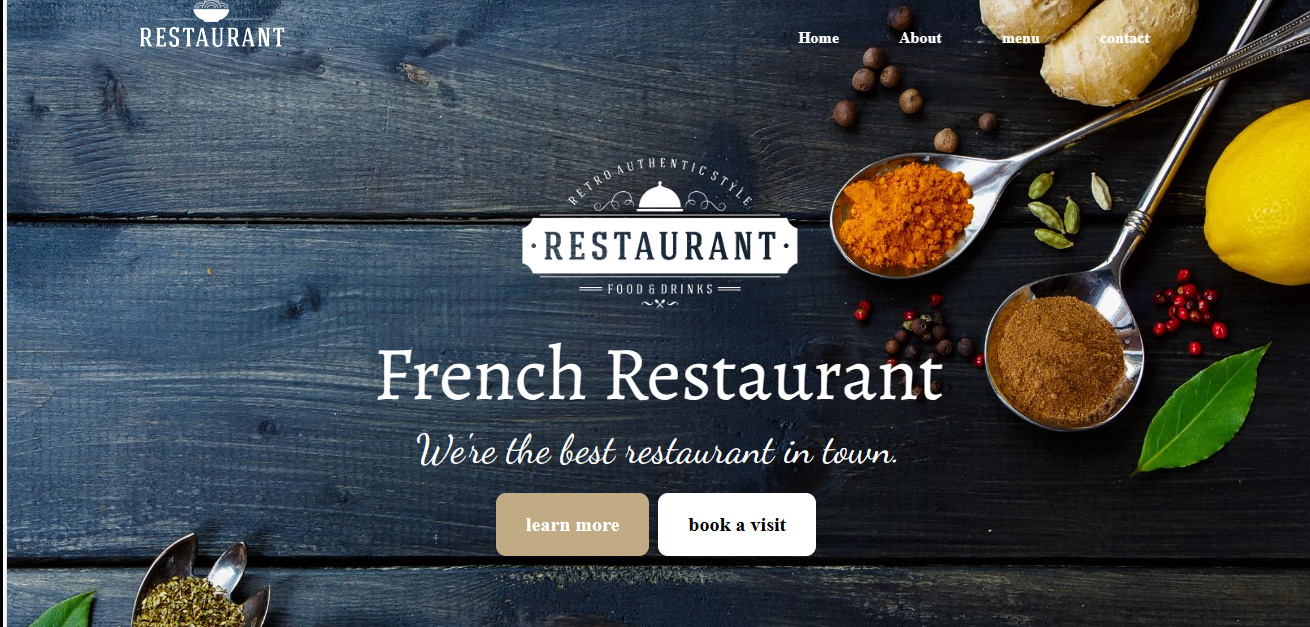 RESTAURANT
Home About menu contact
RETRO AUTHENTIC STYLE
· RESTAURANT ·
FOOD & DRINKS
French Restaurant
We're the best restaurant in town.
learn more book a visit